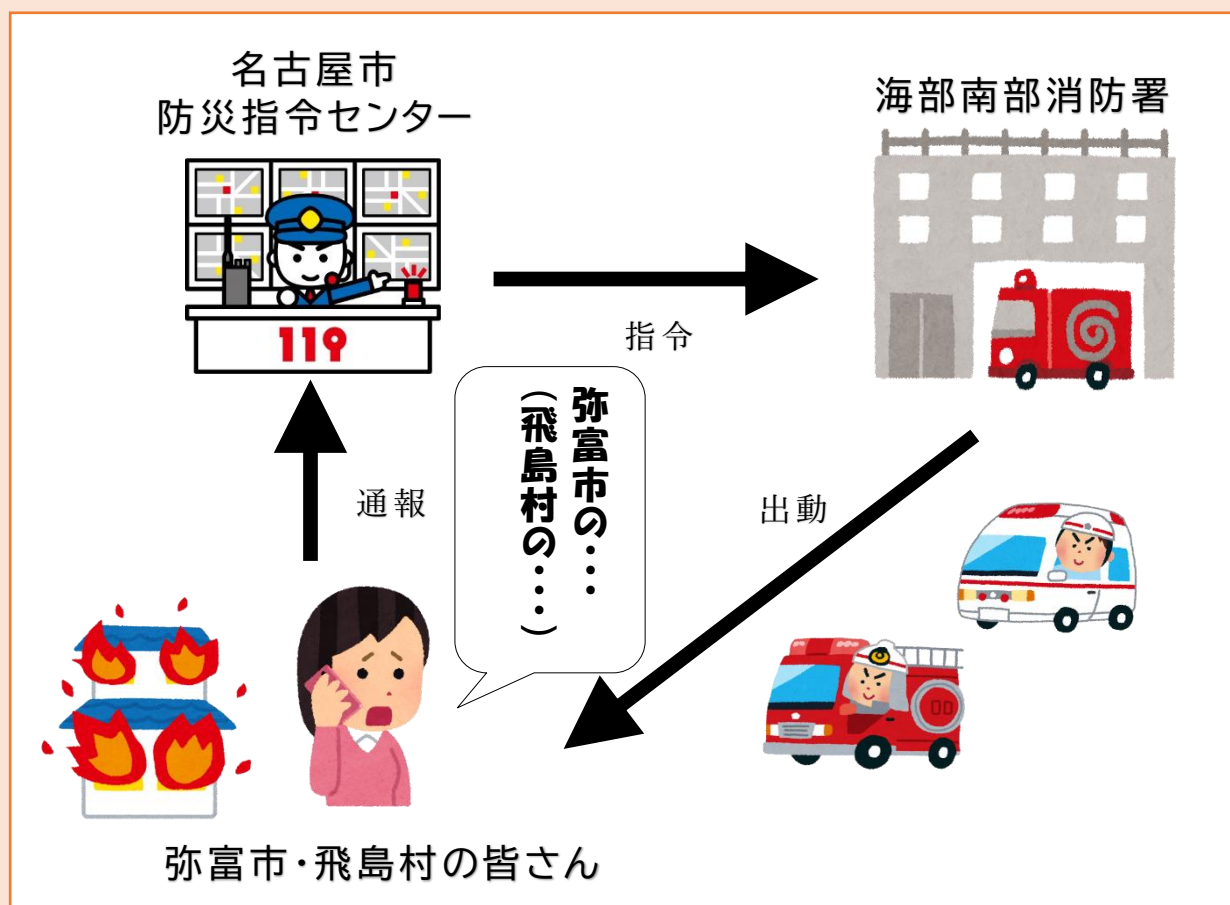 名古屋市
防災指令センター
海部南部消防署
119
指令
弥富市の・・・
(飛島村の・・・)
通報
出動
弥富市・飛島村の皆さん